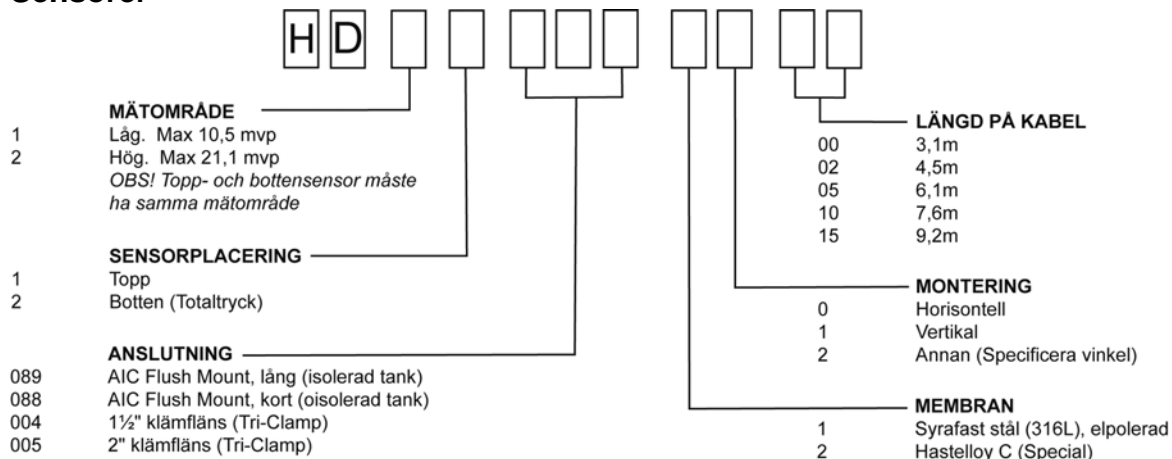 Sensorer
H D
MÄTOMRÅDE
1 Låg. Max 10,5 mvp
2 Hög. Max 21,1 mvp
OBS! Topp- och bottensensor måste
ha samma mätområde
SENSORPLACERING
1 Topp
2 Botten (Totaltryck)
ANSLUTNING
089 AIC Flush Mount, lång (isolerad tank)
088 AIC Flush Mount, kort (oisolerad tank)
004 1½" klämfläns (Tri-Clamp)
005 2" klämfläns (Tri-Clamp)
LÄNGD PÅ KABEL
00 3,1m
02 4,5m
05 6,1m
10 7,6m
15 9,2m
MONTERING
0 Horisontell
1 Vertikal
2 Annan (Specificera vinkel)
MEMBRAN
1 Syrafast stål (316L), elpolerad
2 Hastelloy C (Special)